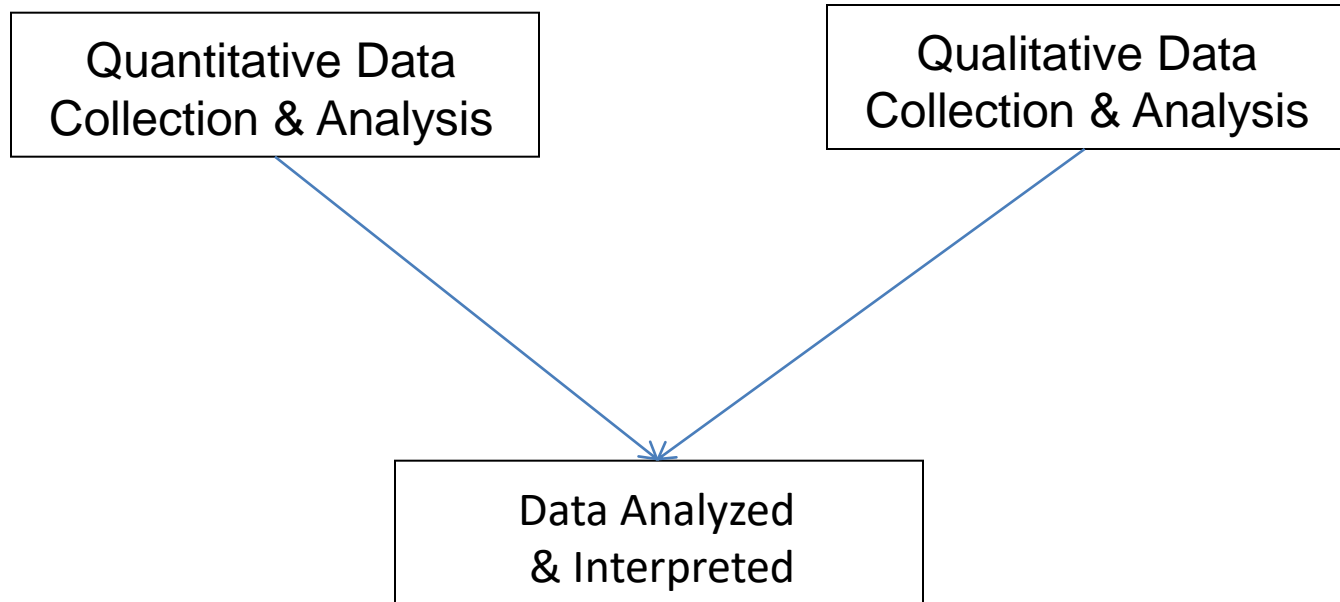 Quantitative Data
Collection & Analysis
Qualitative Data
Collection & Analysis
Data Analyzed
& Interpreted